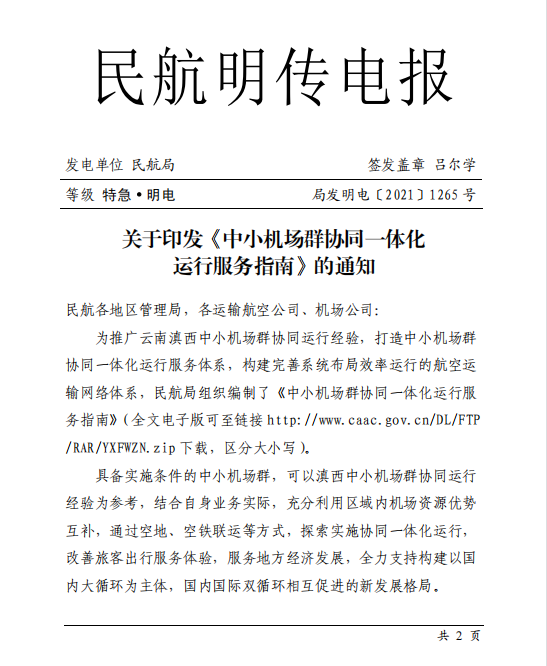 民航明传电报
发电单位 民航局 签发盖章 吕尔学
等级 特急·明电 局发明电〔2021〕1265 号
关于印发《中小机场群协同一体化
运行服务指南》的通知
民航各地区管理局，各运输航空公司、机场公司：
为推广云南滇西中小机场群协同运行经验，打造中小机场群
协同一体化运行服务体系，构建完善系统布局效率运行的航空运
输网络体系，民航局组织编制了《中小机场群协同一体化运行服
务指南》（全文电子版可至链接 http://www.caac.gov.cn/DL/FTP
/RAR/YXFWZN.zip 下载，区分大小写）。
具备实施条件的中小机场群，可以滇西中小机场群协同运行
经验为参考，结合自身业务实际，充分利用区域内机场资源优势
互补，通过空地、空铁联运等方式，探索实施协同一体化运行，
改善旅客出行服务体验，服务地方经济发展，全力支持构建以国
内大循环为主体，国内国际双循环相互促进的新发展格局。
共 2 页